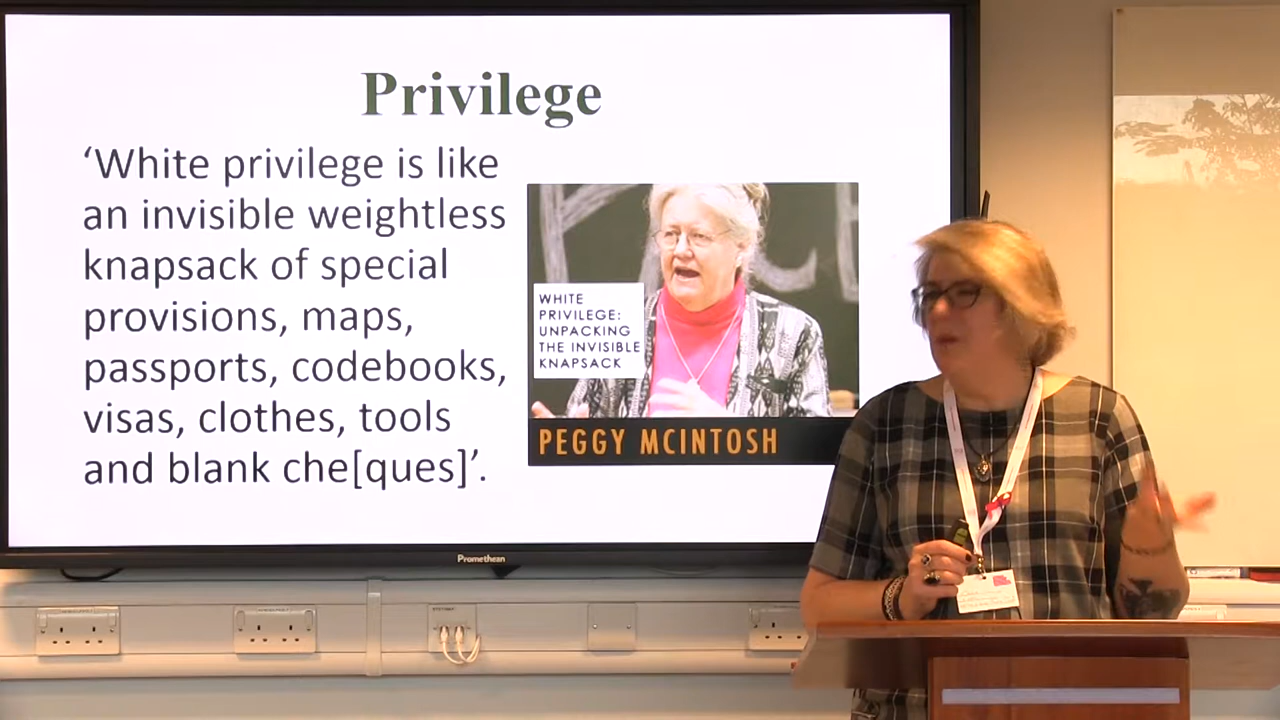 Privilege
‘White privilege is like
an invisible weightless
knapsack of special
provisions, maps,
passports, codebooks,
visas, clothes, tools
and blank che[ques]’.
WHITE
PRIVILEGE:
UNPACKING
THE INVISIBLE
KNAPSACK
PEGGY MCINTOSH
Promethean